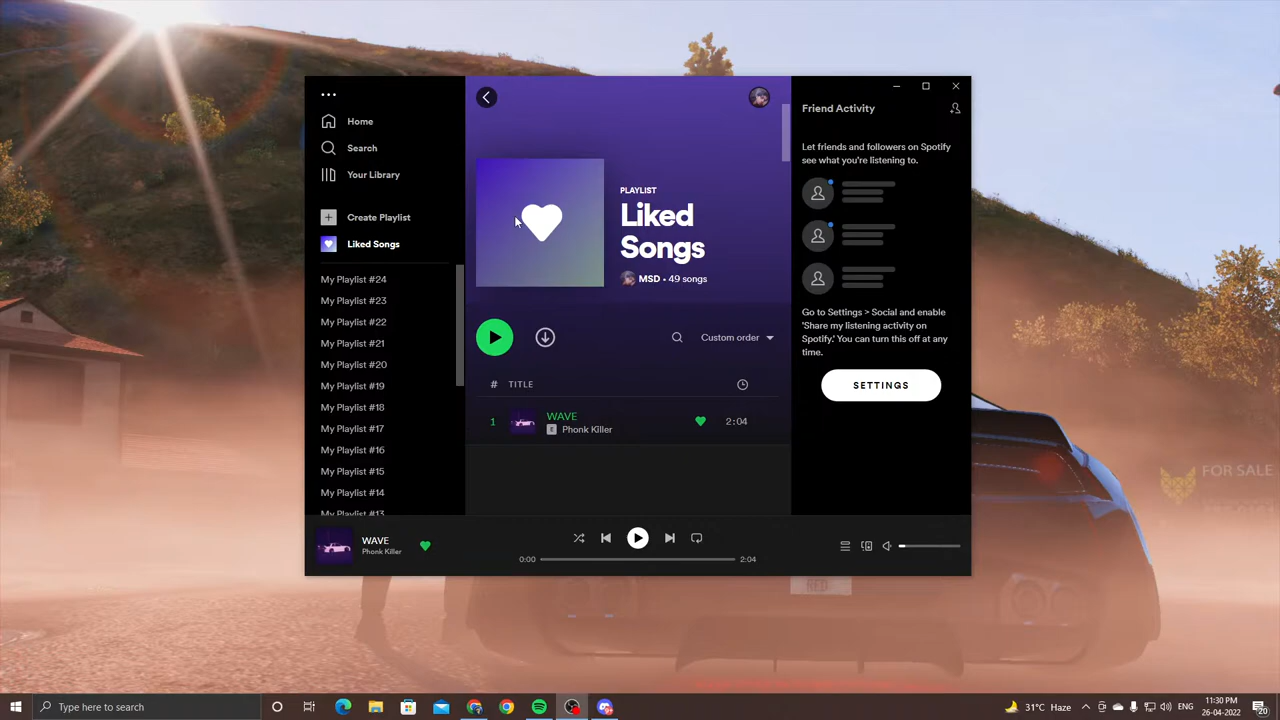 Home
Search
Your Library
Create Playlist
Liked Songs
My Playlist #24
My Playlist #23
My Playlist #22
My Playlist #21
My Playlist #20
My Playlist #19
My Playlist #18
My Playlist #17
My Playlist #16
My Playlist #15
My Playlist #14
My Playlist #13
PLAYLIST
Liked
Songs
MSD • 49 songs
Custom order
# TITLE
1 WAVE 2:04
E Phonk Killer
Friend Activity
Let friends and followers on Spotify
see what you're listening to.
Go to Settings > Social and enable
'Share my listening activity on
Spotify.' You can turn this off at any
time.
SETTINGS
WAVE
Phonk Killer
0:00 2:04
FOR SALE
RED
Type here to search
31°C Haze
11:30 PM
26-04-2022
20